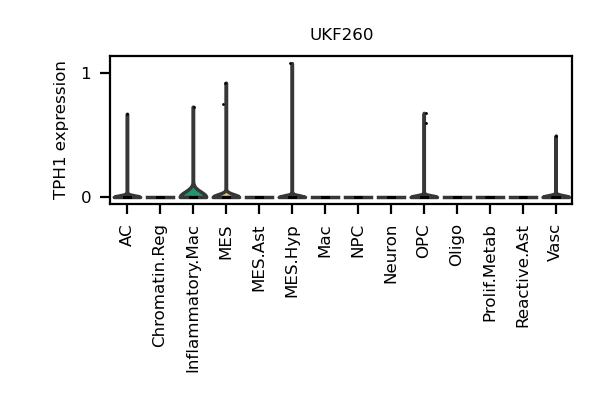 UKF260
TPH1 expression
1
0
AC
Chromatin.Reg
Inflammatory.Mac
MES
MES.Ast
MES.Hyp
Mac
NPC
Neuron
OPC
Oligo
Prolif.Metab
Reactive.Ast
Vasc